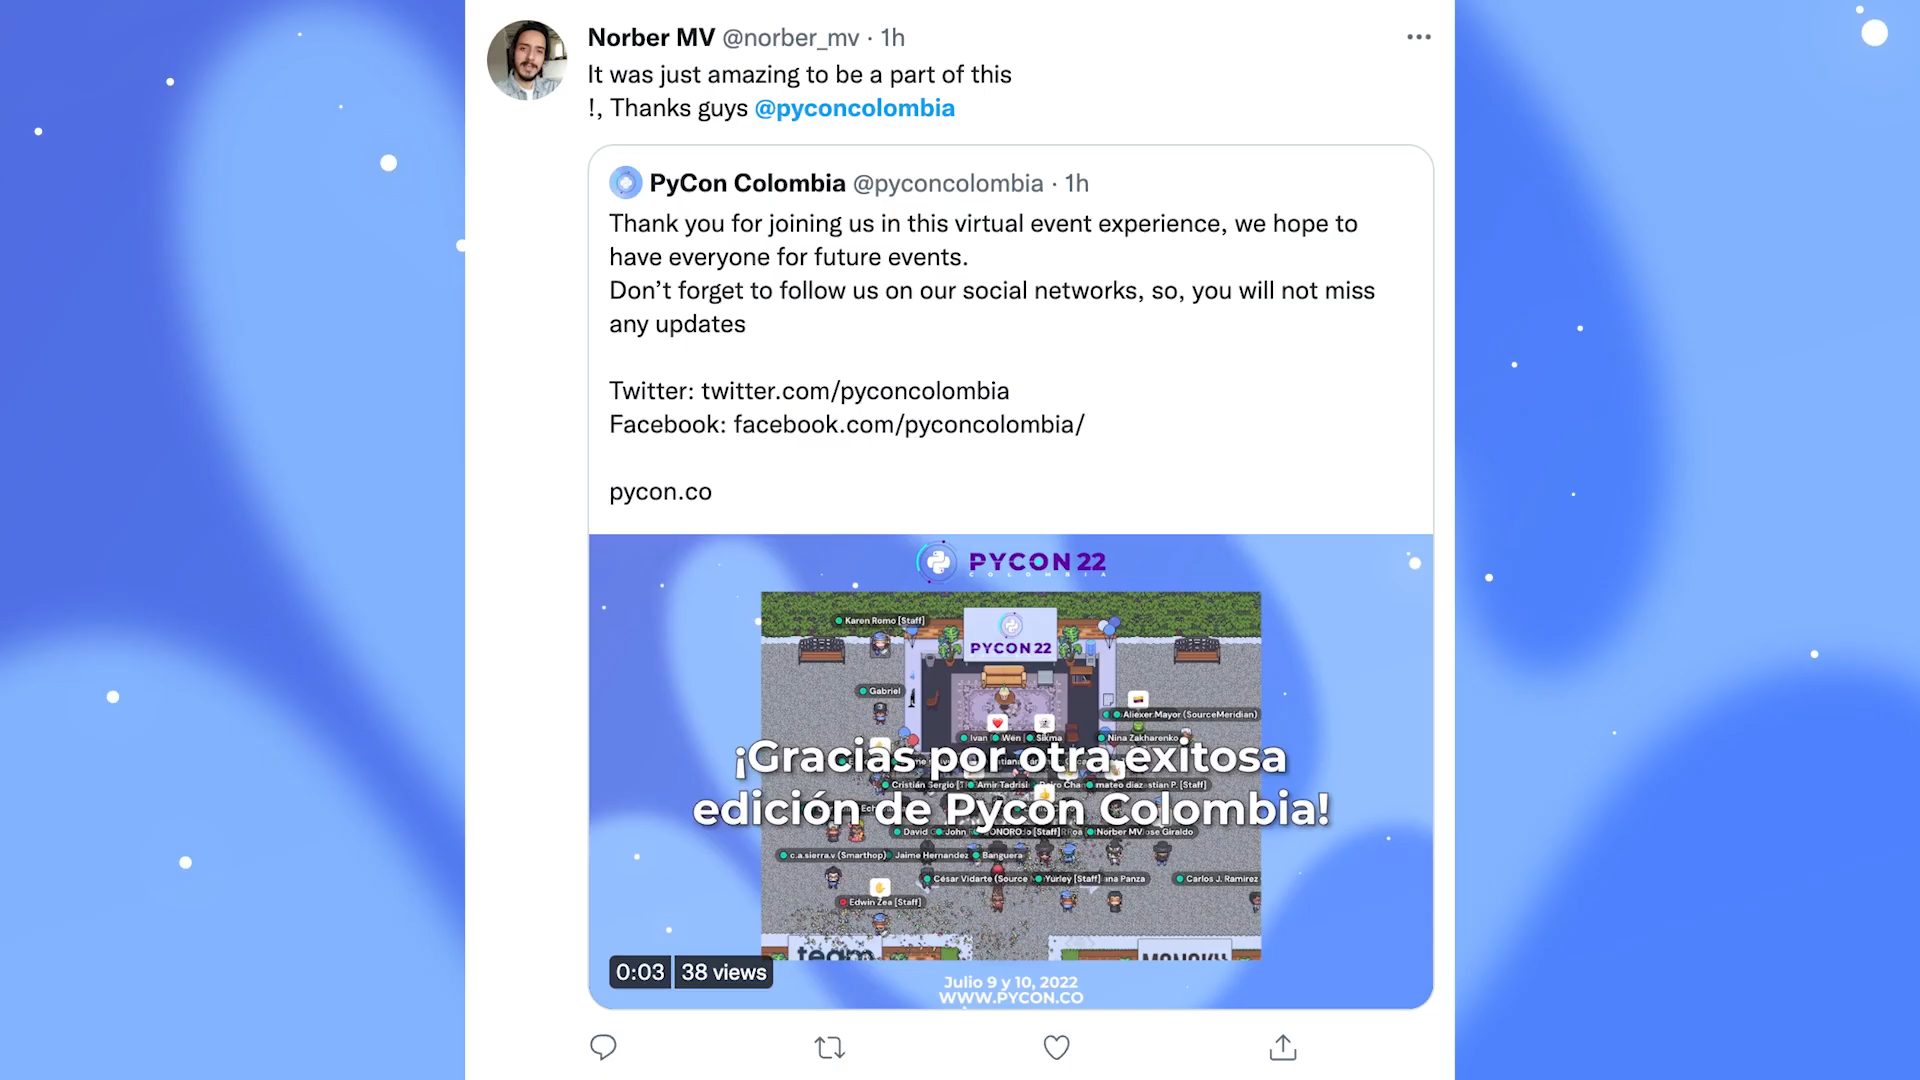 Norber MV @norber_mv · 1h
It was just amazing to be a part of this
!, Thanks guys @pyconcolombia
PyCon Colombia @pyconcolombia · 1h
Thank you for joining us in this virtual event experience, we hope to
have everyone for future events.
Don’t forget to follow us on our social networks, so, you will not miss
any updates
Twitter: twitter.com/pyconcolombia
Facebook: facebook.com/pyconcolombia/
pycon.co
PYCON 22
COLOMBIA
Karen Romo [Staff]
PYCON 22
Gabriel
Aliexer Mayor (SourceMeridian)
Ivan Wen Sikma Nina Zakharenko
¡Gracias por otra exitosa
Cristián Sergio Amir Tadrisi mateo diaz stian P. [Staff]
edición de Pycon Colombia!
David John [Staff] Norber MV ose Giraldo
c.a.sierra.v (Smarthop) Jaime Hernandez Banguera
César Vidarte (Source Yurley [Staff] ana Panza Carlos J. Ramirez
Edwin Zea [Staff]
team
MONOKU
0:03 38 views
Julio 9 y 10, 2022
WWW.PYCON.CO